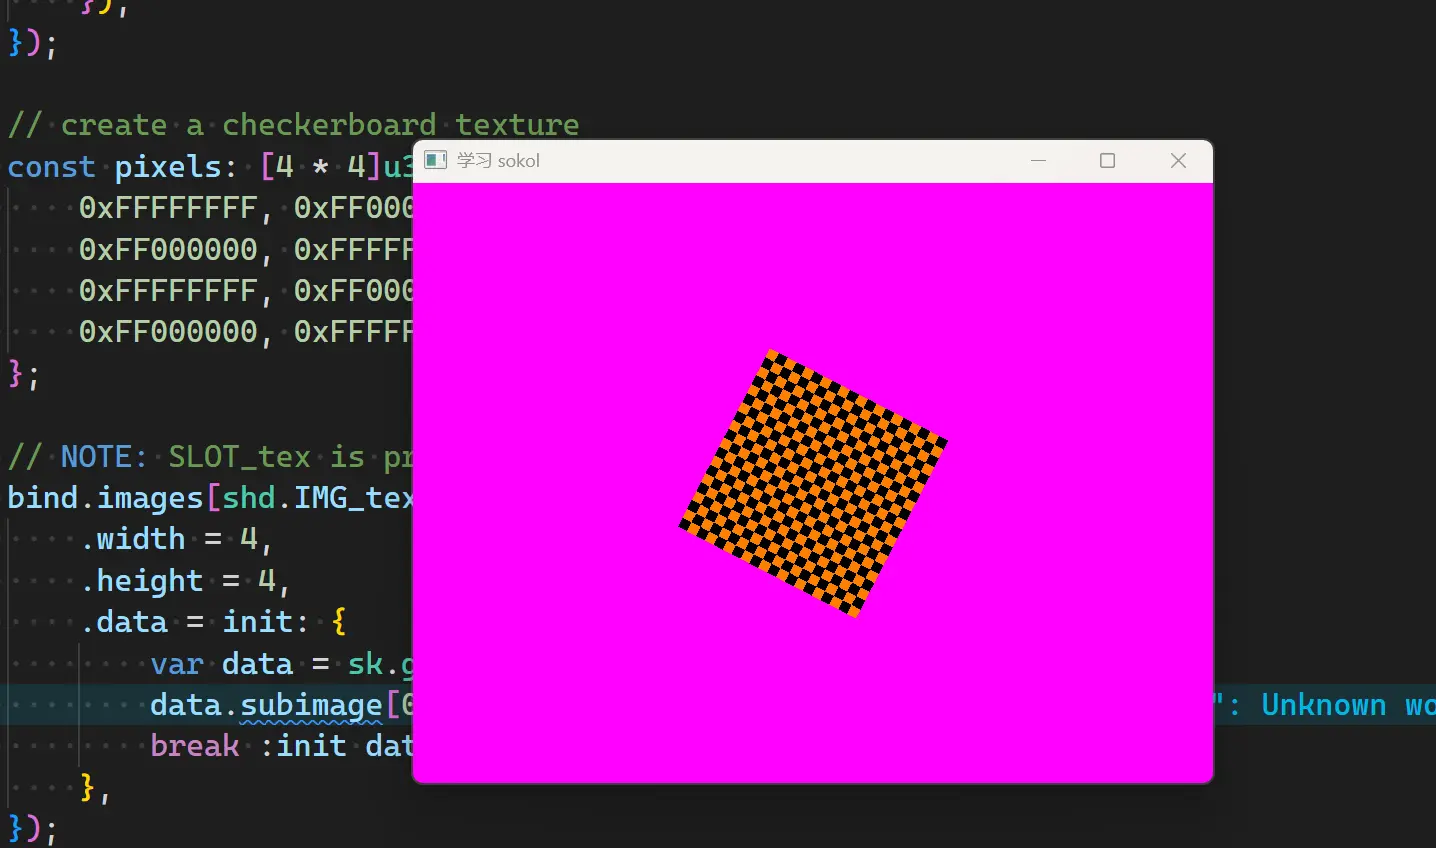 });
});
// create a checkerboard texture
const pixels: [4 * 4]u3
学习 sokol
0xFFFFFFFF, 0xFF000
0xFF000000, 0xFFFFF
0xFFFFFFFF, 0xFF000
0xFF000000, 0xFFFFF
};
// NOTE: SLOT_tex is pr
bind.images[shd.IMG_tex
.width = 4,
.height = 4,
.data = init: {
var data = sk.g
data.subimage[0 ": Unknown wo
break :init dat
},
});